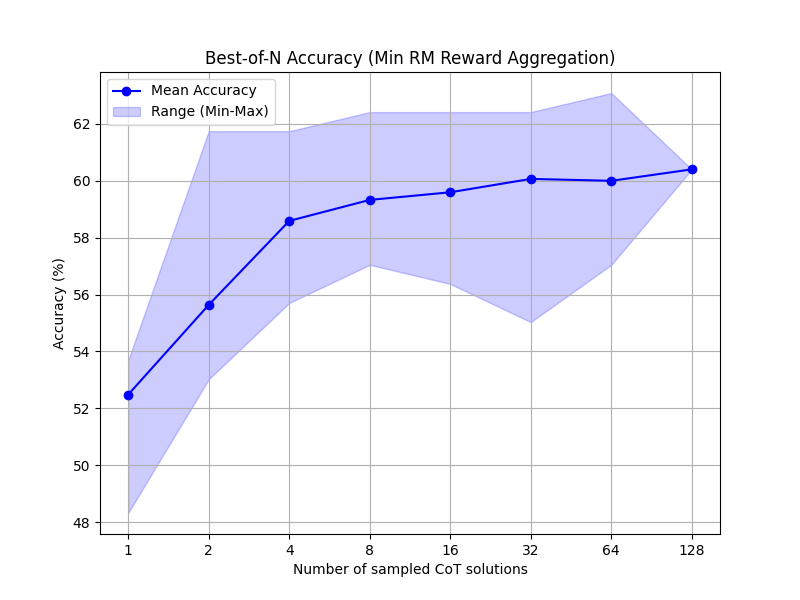 Best-of-N Accuracy (Min RM Reward Aggregation)
Mean Accuracy
Range (Min-Max)
Accuracy (%)
62
60
58
56
54
52
50
48
1 2 4 8 16 32 64 128
Number of sampled CoT solutions